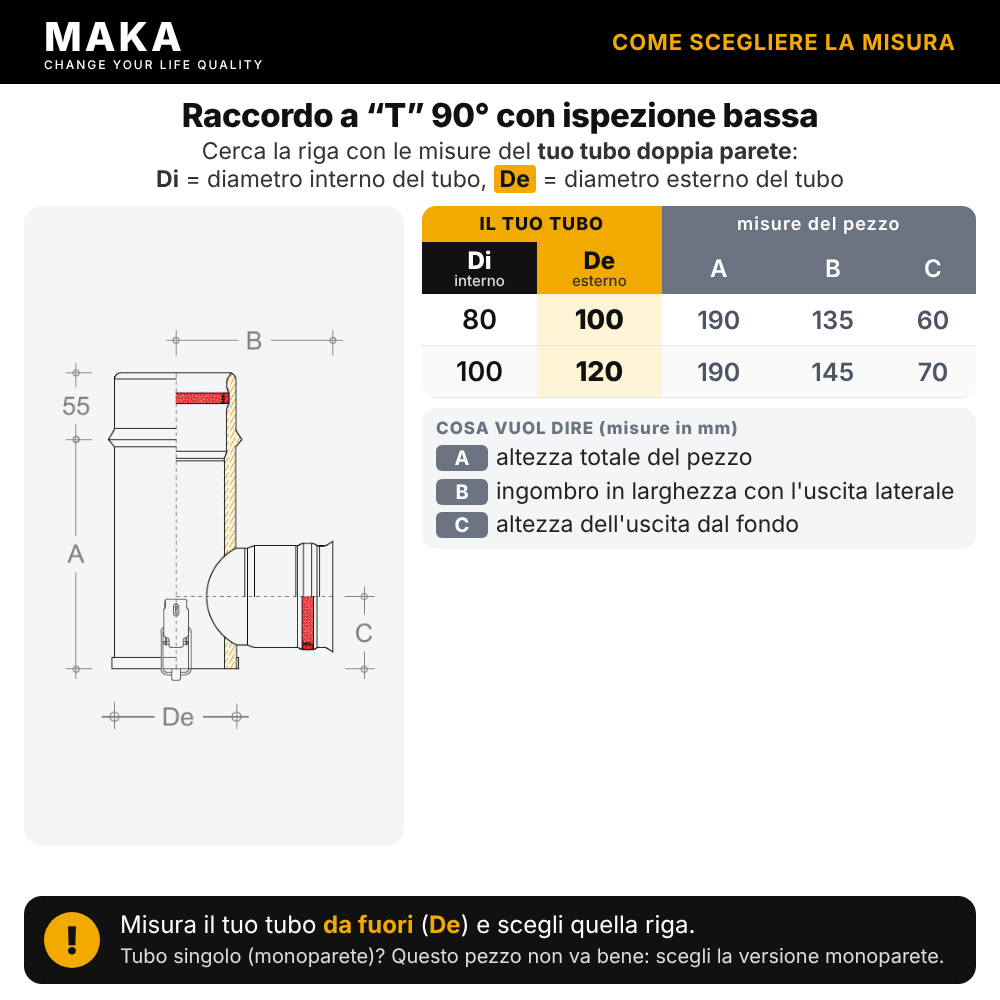 MAKA
CHANGE YOUR LIFE QUALITY
COME SCEGLIERE LA MISURA
Raccordo a “T” 90° con ispezione bassa
Cerca la riga con le misure del tuo tubo doppia parete:
Di = diametro interno del tubo, De = diametro esterno del tubo
B
55
A
C
De
IL TUO TUBO misure del pezzo
Di De A B C
interno esterno
80 100 190 135 60
100 120 190 145 70
COSA VUOL DIRE (misure in mm)
A altezza totale del pezzo
B ingombro in larghezza con l'uscita laterale
C altezza dell'uscita dal fondo
! Misura il tuo tubo da fuori (De) e scegli quella riga.
Tubo singolo (monoparete)? Questo pezzo non va bene: scegli la versione monoparete.